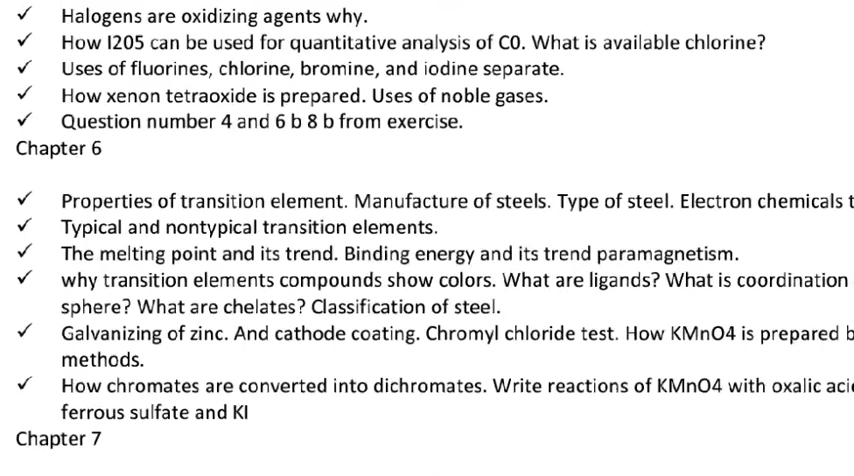 ✓ Halogens are oxidizing agents why.
✓ How I205 can be used for quantitative analysis of C0. What is available chlorine?
✓ Uses of fluorines, chlorine, bromine, and iodine separate.
✓ How xenon tetraoxide is prepared. Uses of noble gases.
✓ Question number 4 and 6 b 8 b from exercise.
Chapter 6
✓ Properties of transition element. Manufacture of steels. Type of steel. Electron chemicals t
✓ Typical and nontypical transition elements.
✓ The melting point and its trend. Binding energy and its trend paramagnetism.
✓ why transition elements compounds show colors. What are ligands? What is coordination
sphere? What are chelates? Classification of steel.
✓ Galvanizing of zinc. And cathode coating. Chromyl chloride test. How KMnO4 is prepared b
methods.
✓ How chromates are converted into dichromates. Write reactions of KMnO4 with oxalic aci
ferrous sulfate and KI
Chapter 7